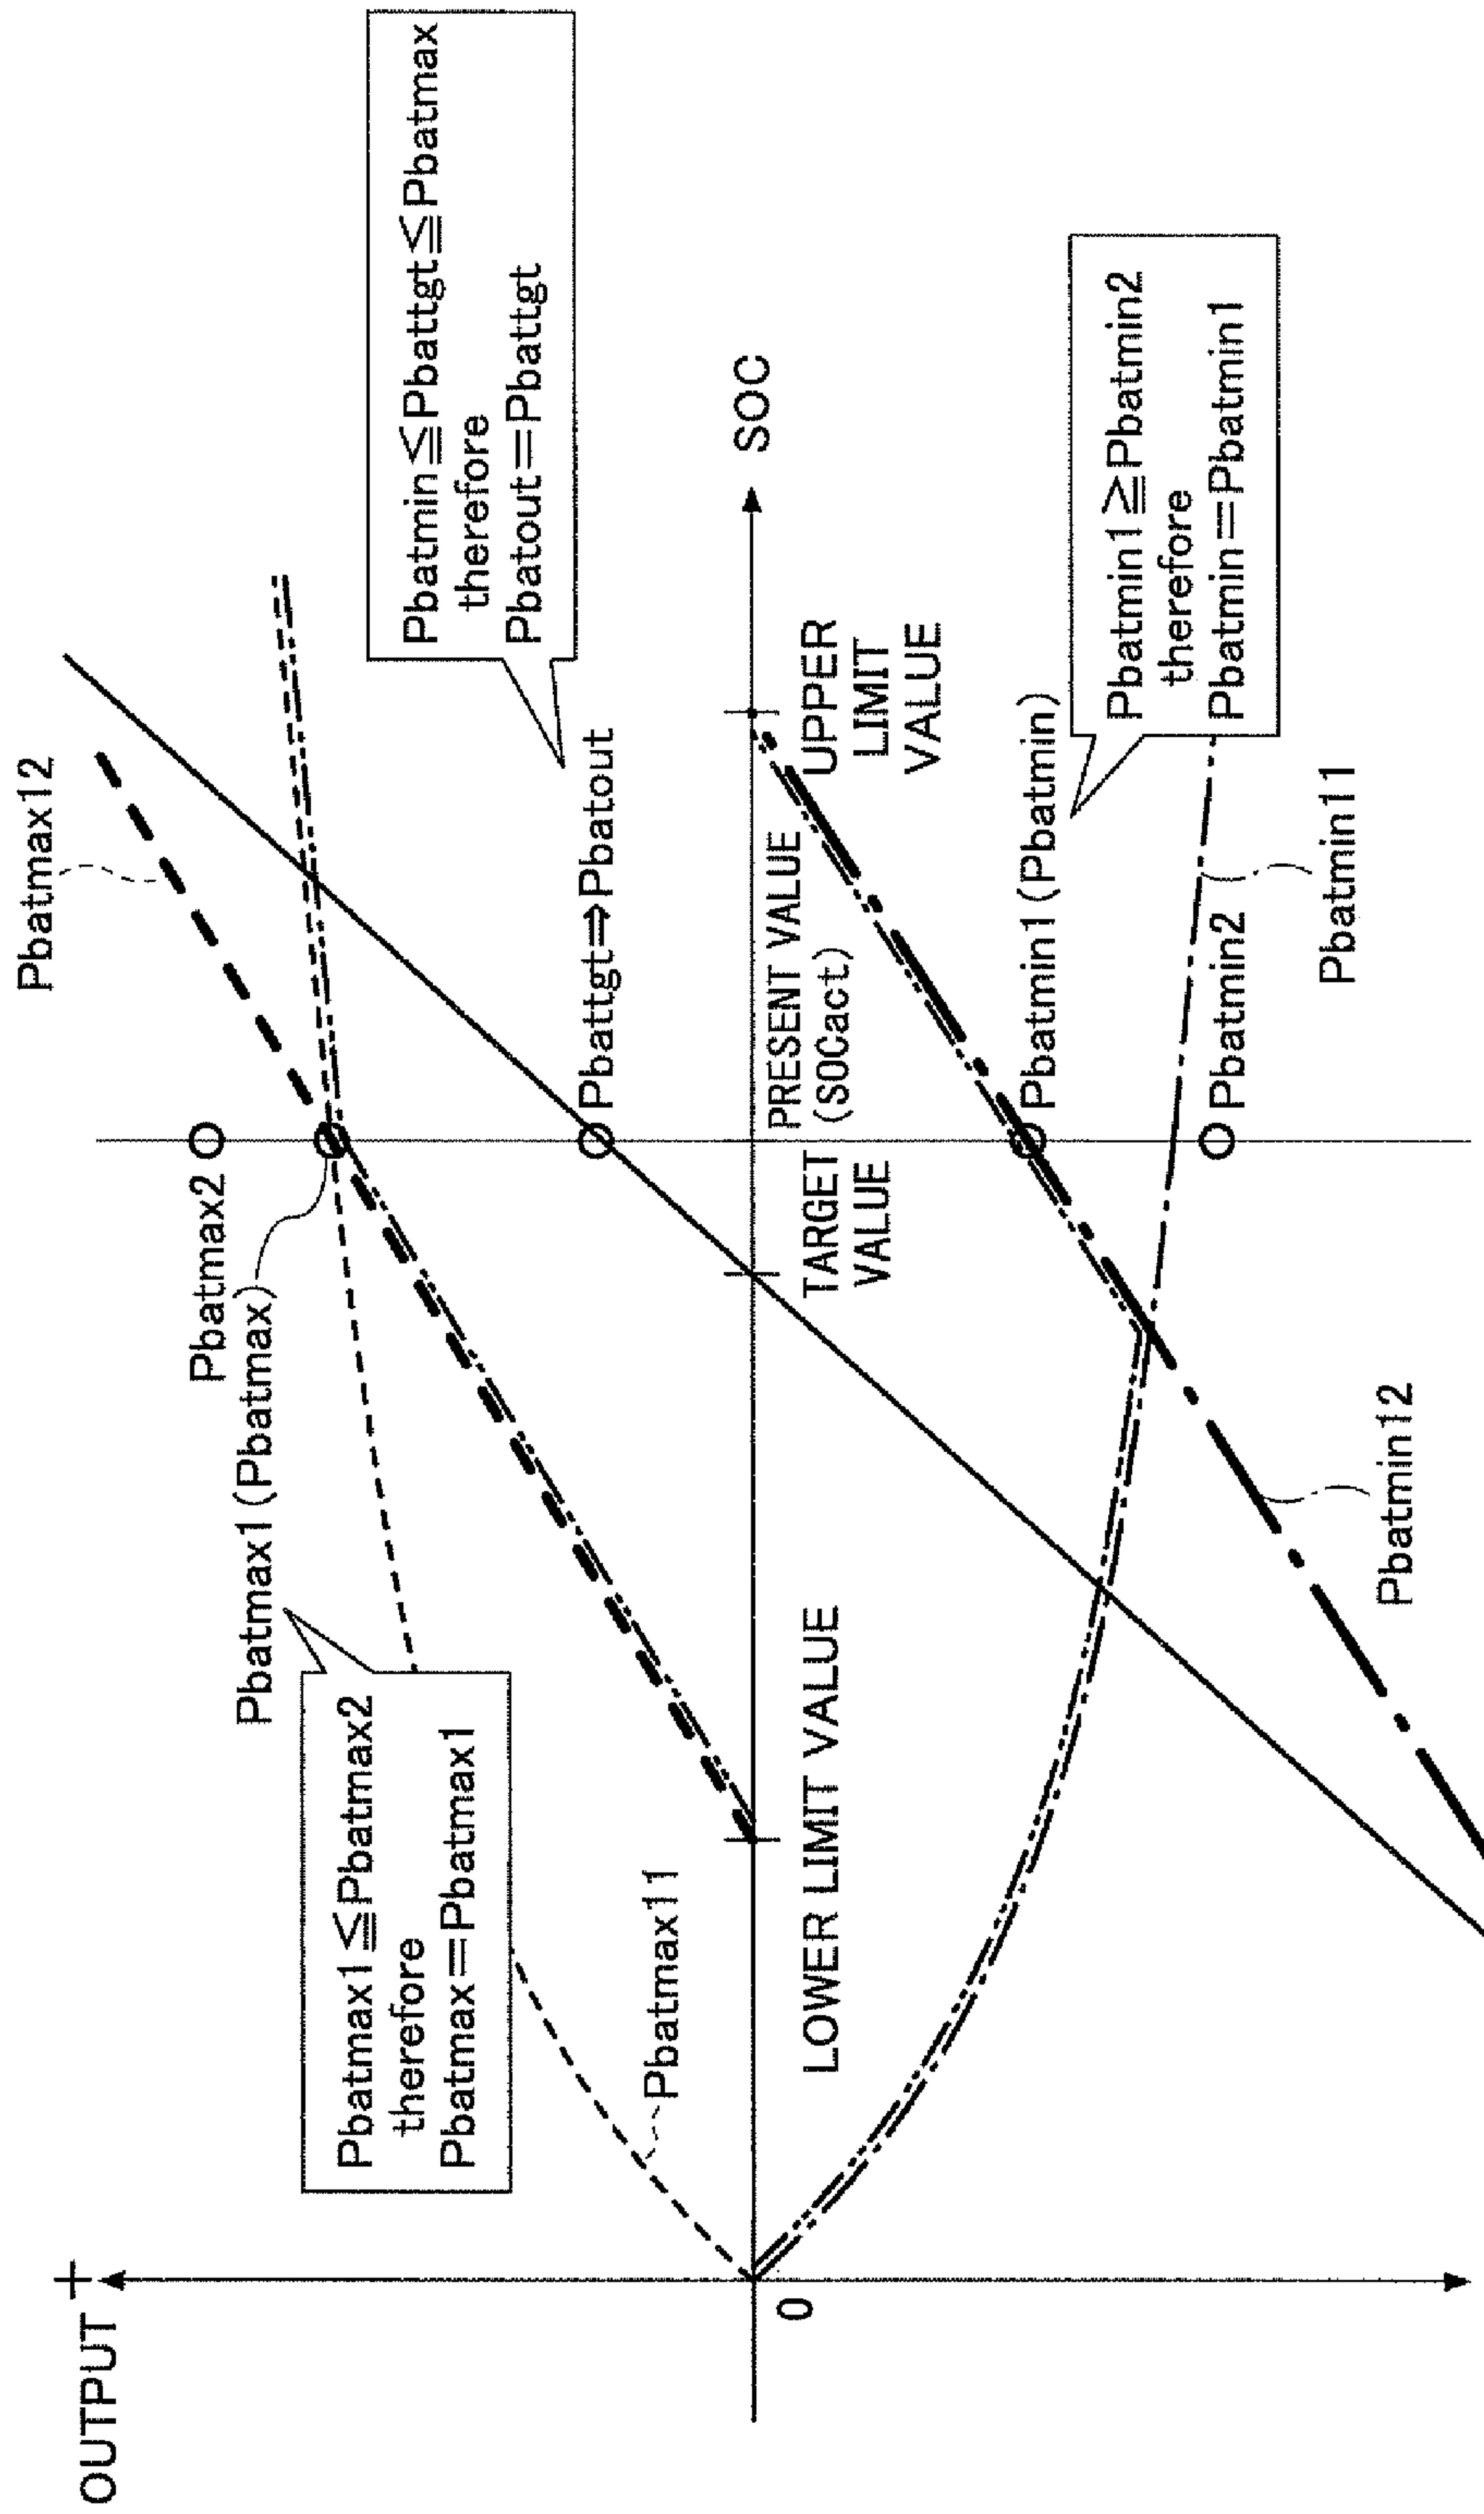 OUTPUT
+
Pbatmax12
Pbatmax2
Pbatmax1(Pbatmax)
Pbatmax1≦Pbatmax2
therefore
Pbatmax=Pbatmax1
Pbatmin≦Pbattgt≦Pbatmax
therefore
Pbatout=Pbattgt
Pbattgt⇒Pbatout
Pbatmax11
0
SOC
LOWER LIMIT VALUE
TARGET
VALUE
PRESENT VALUE
(SOCact)
UPPER
LIMIT
VALUE
Pbatmin1(Pbatmin)
Pbatmin1≧Pbatmin2
therefore
Pbatmin=Pbatmin1
Pbatmin2
Pbatmin11
Pbatmin12